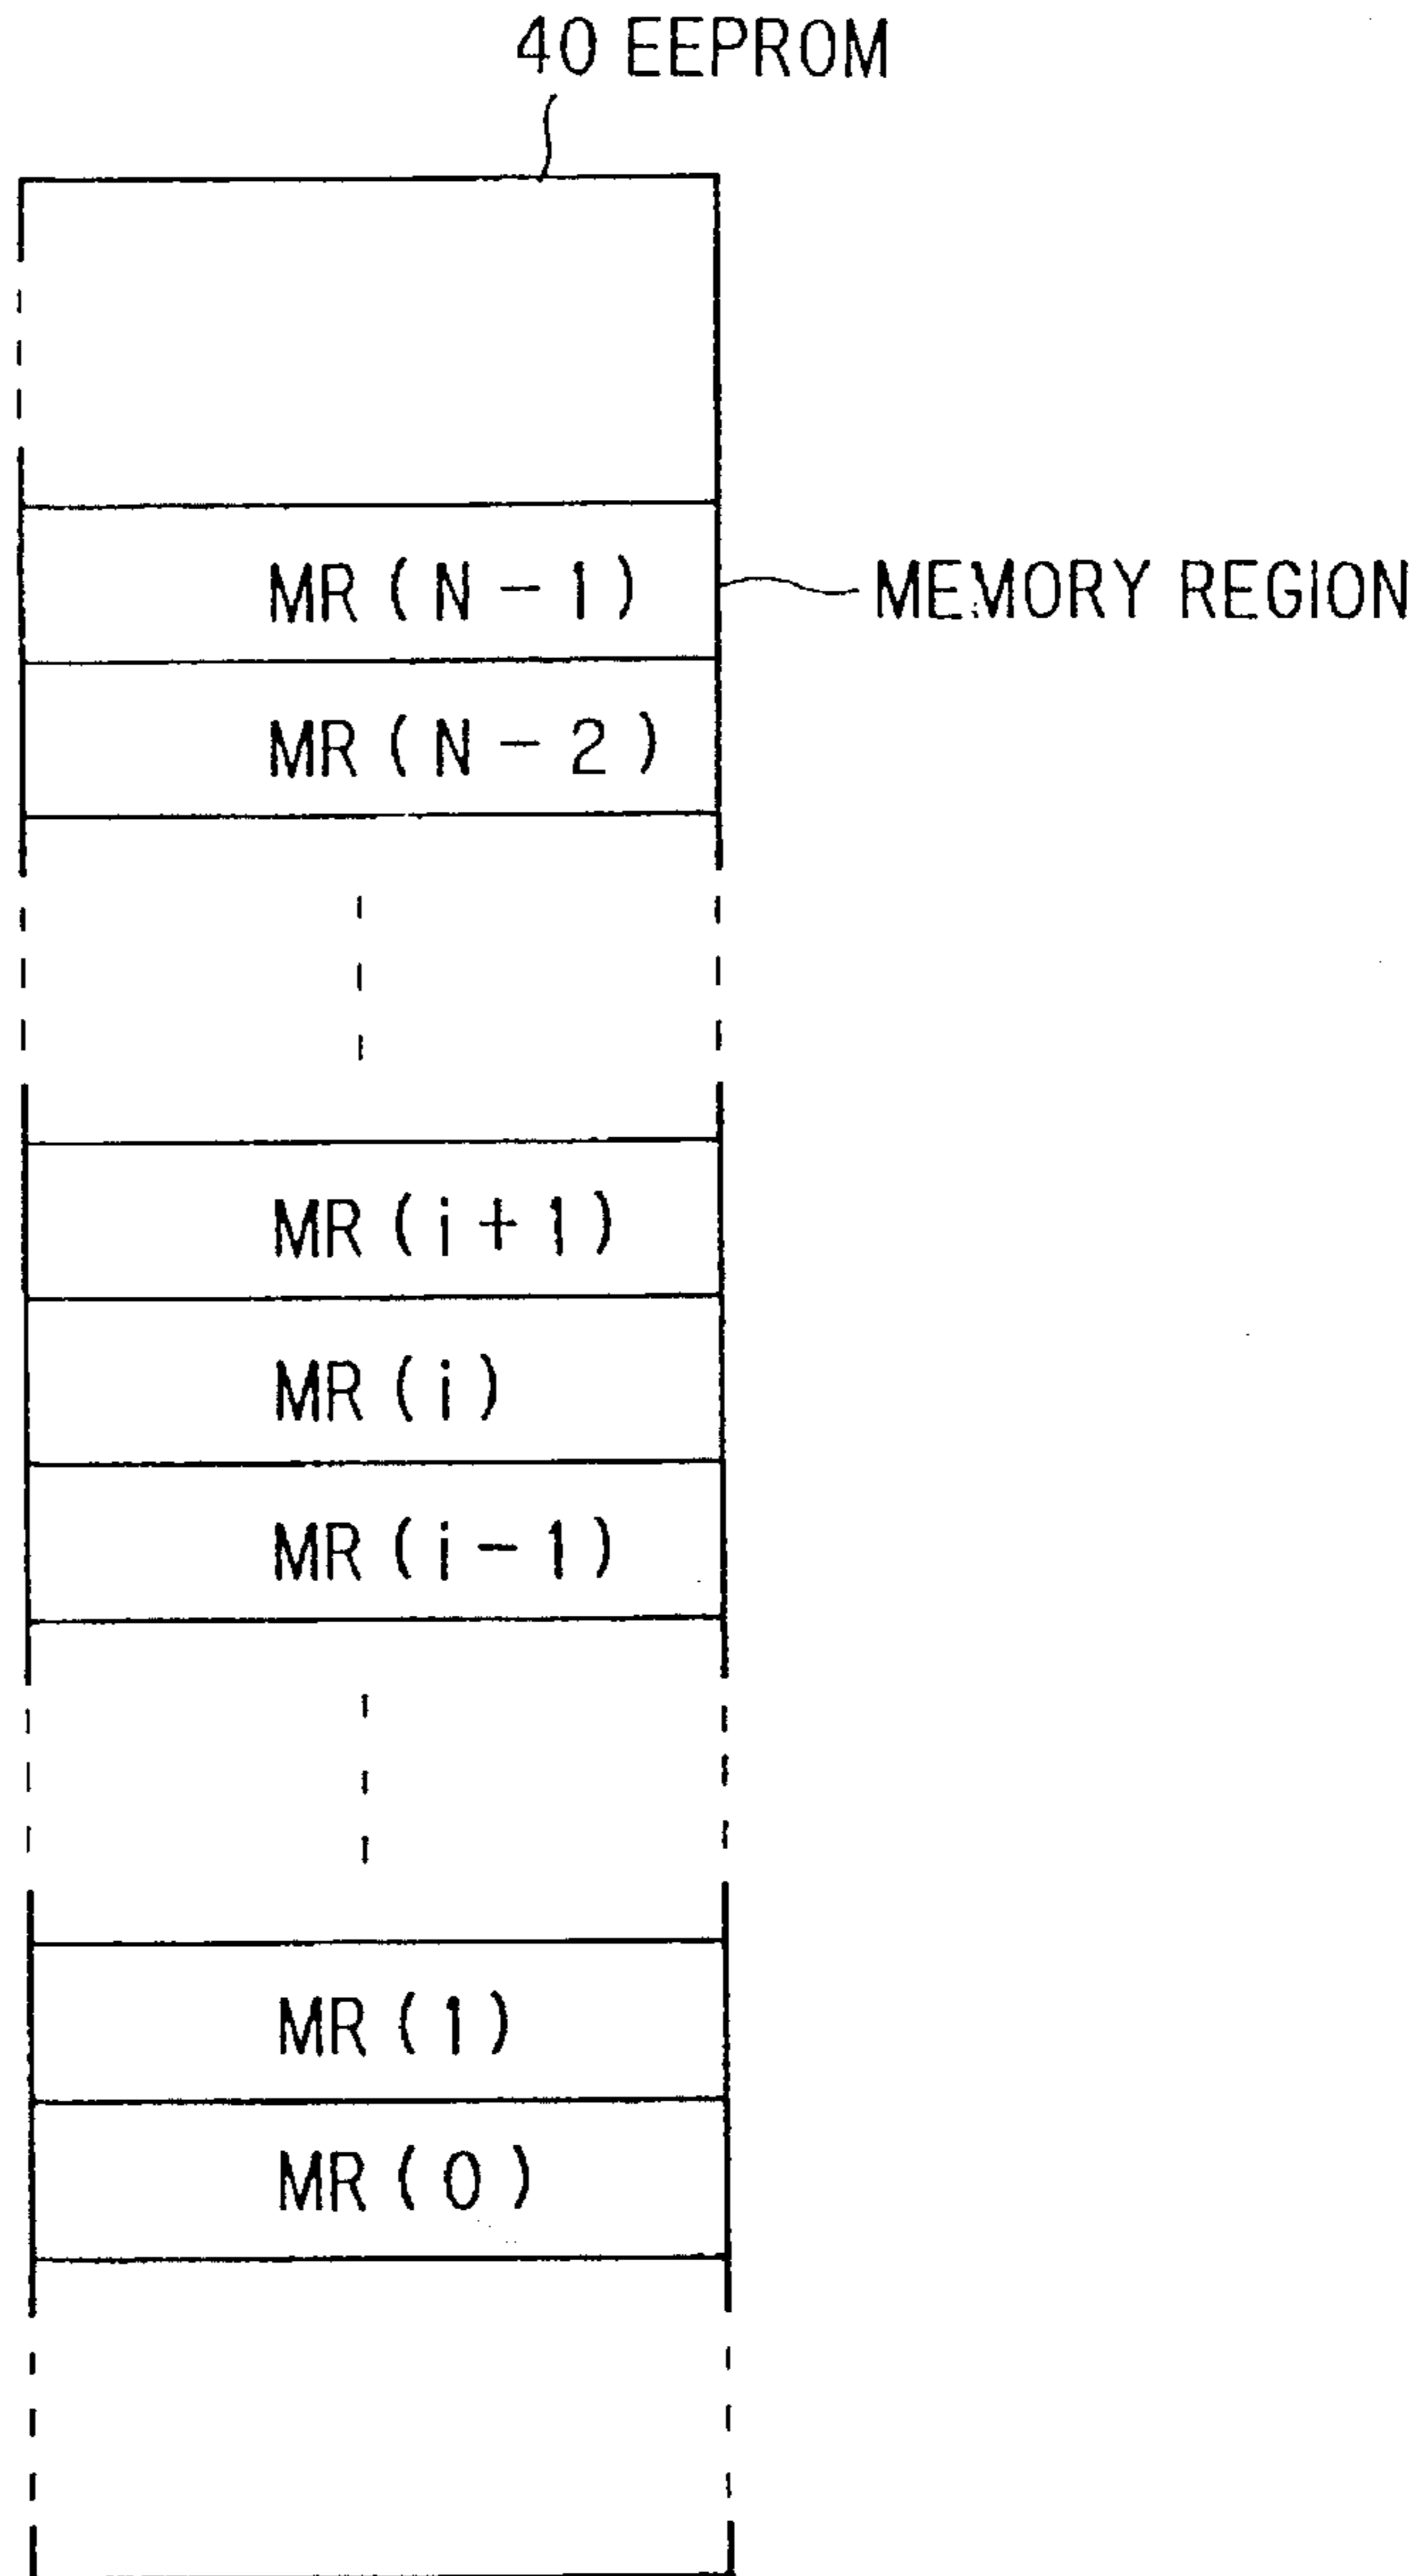 40 EEPROM
MR(N-1)
MEMORY REGION
MR(N-2)
MR(i+1)
MR(i)
MR(i-1)
MR(1)
MR(0)